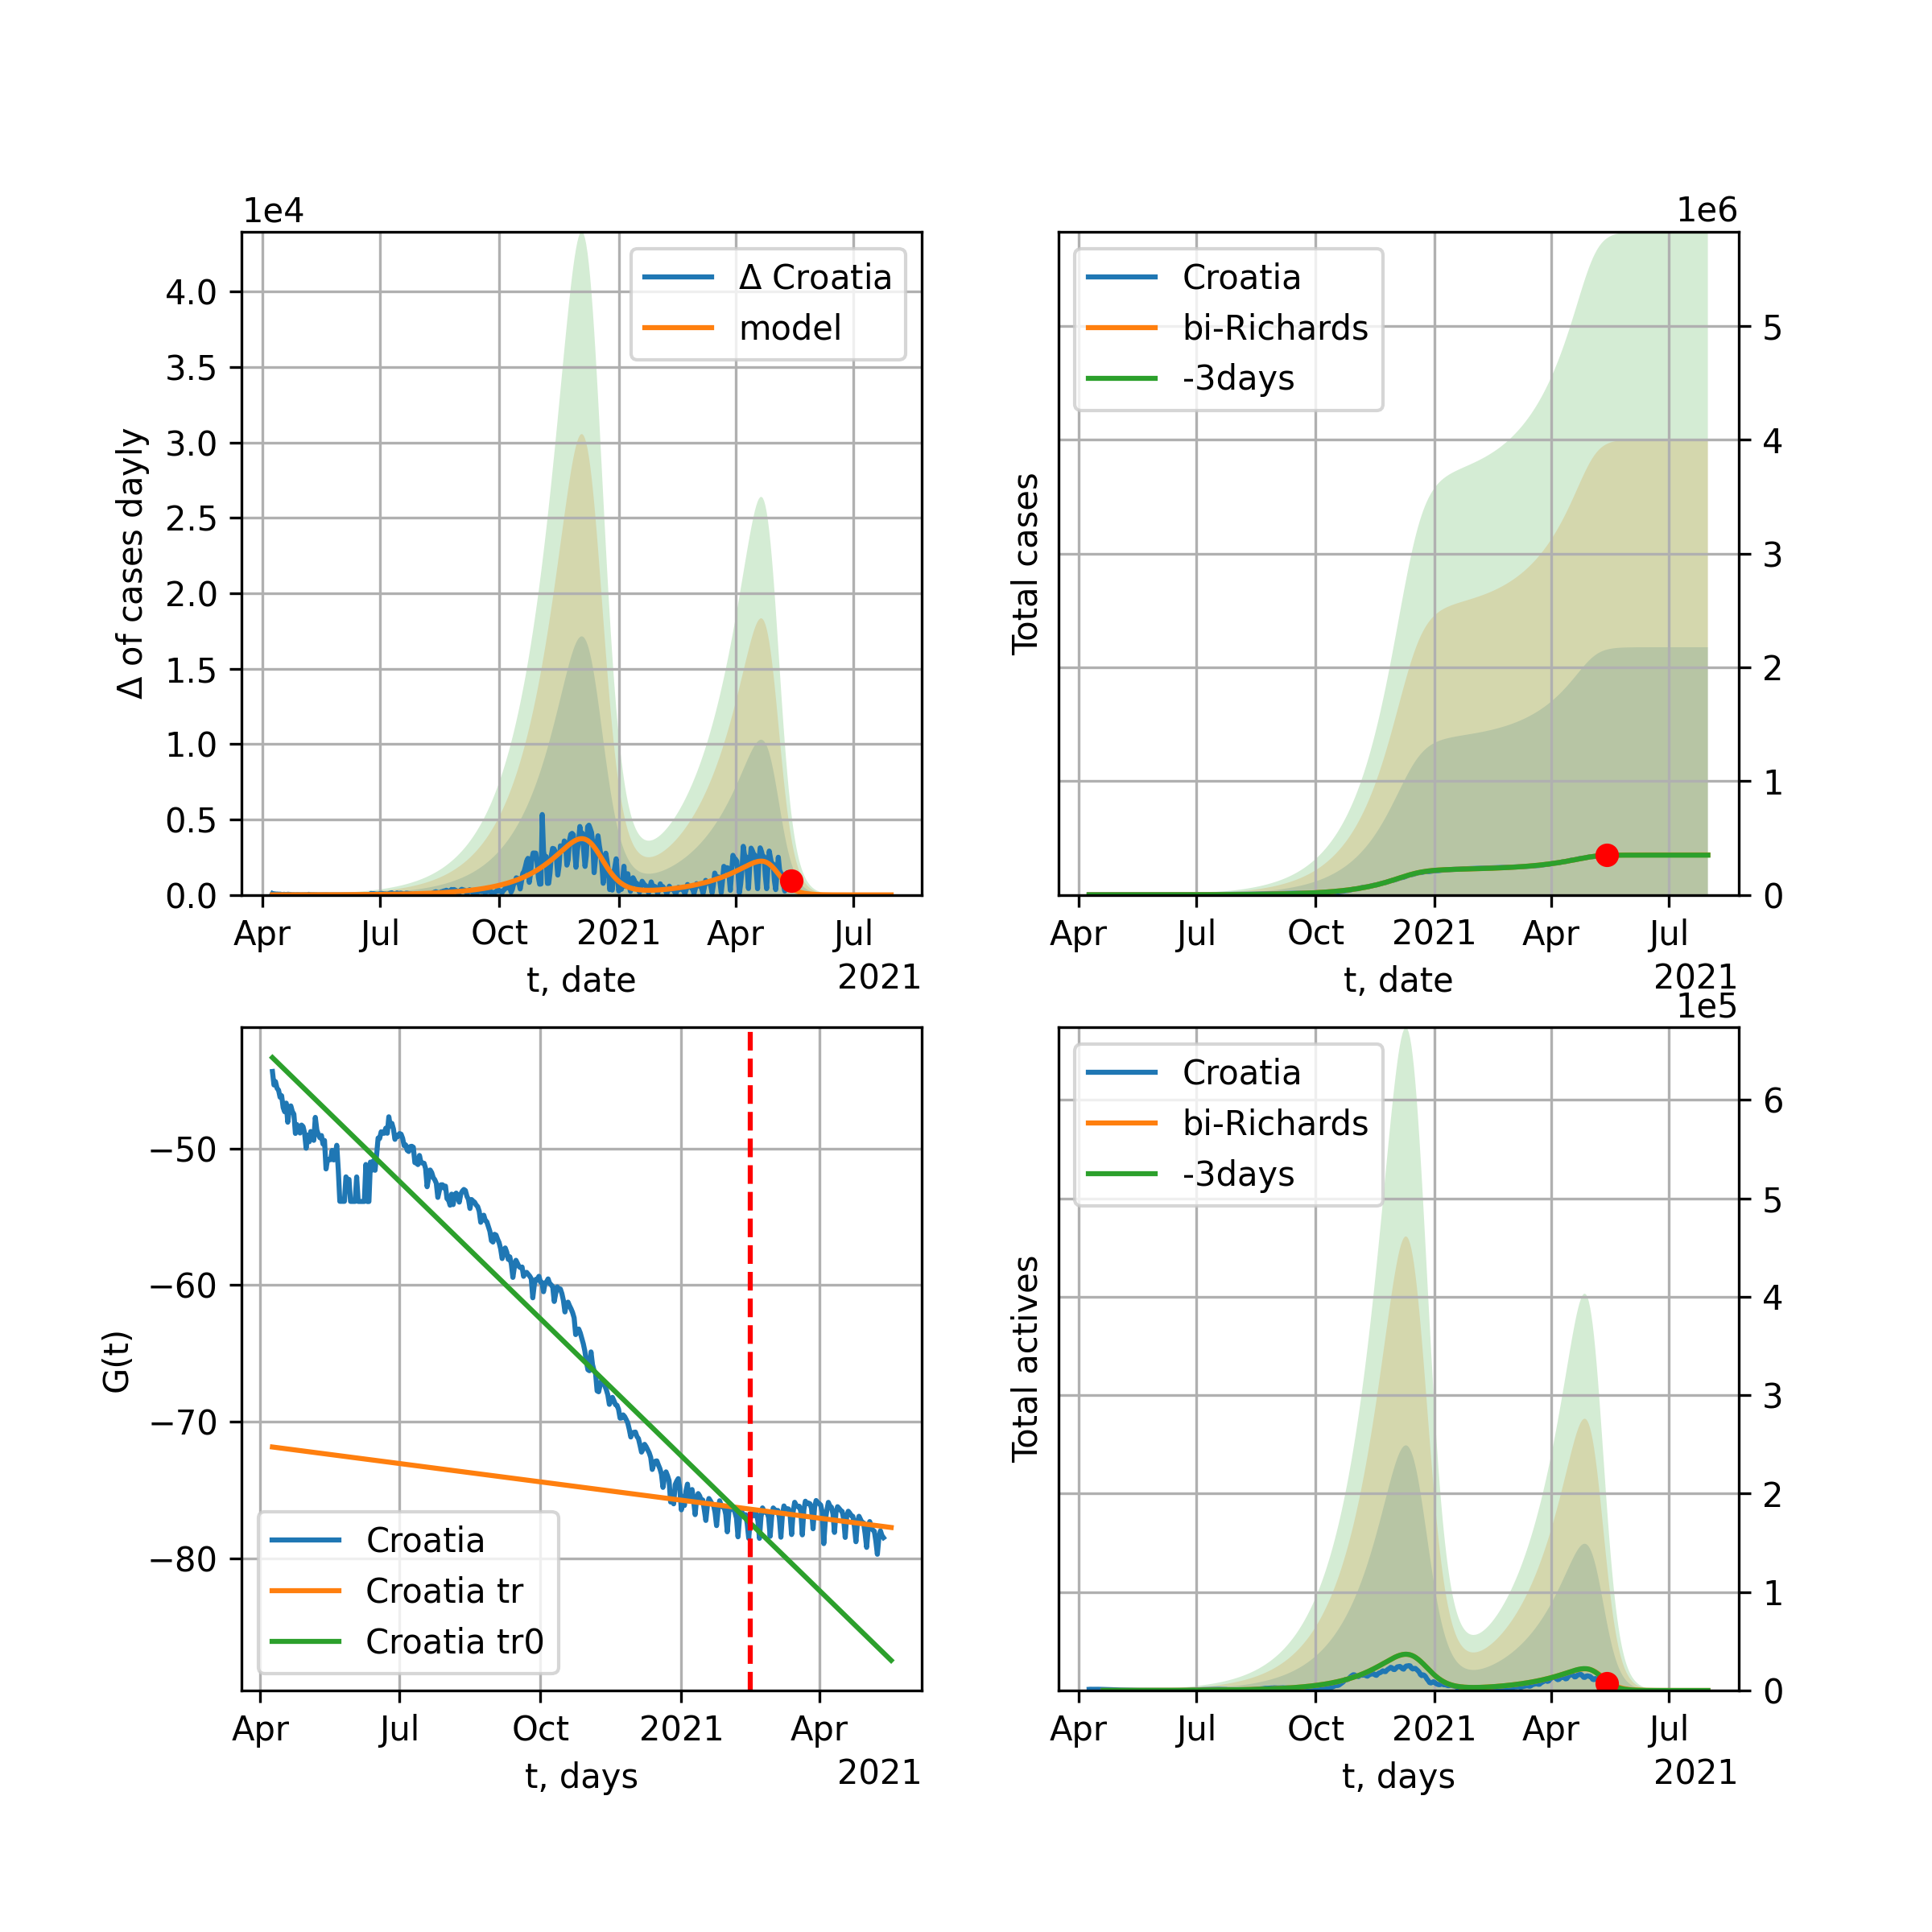 1e4
Δ Croatia
model
4.0
3.5
3.0
2.5
2.0
1.5
1.0
0.5
0.0
Δ of cases dayly
Apr Jul Oct 2021 Apr Jul
t, date
2021
1e6
Croatia
bi-Richards
-3days
Total cases
5
4
3
2
1
0
Apr Jul Oct 2021 Apr Jul
t, date
2021
G(t)
−50
−60
−70
−80
Croatia
Croatia tr
Croatia tr0
Apr Jul Oct 2021 Apr
t, days
2021
1e5
Croatia
bi-Richards
-3days
Total actives
6
5
4
3
2
1
0
Apr Jul Oct 2021 Apr Jul
t, days
2021